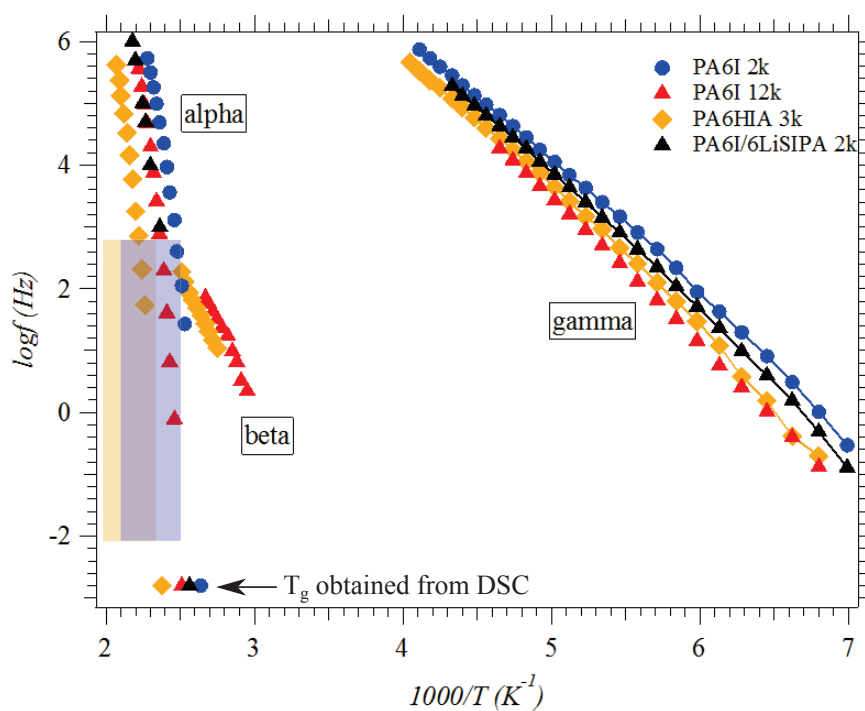 6
4
2
0
-2
logf (Hz)
alpha
beta
gamma
PA6I 2k
PA6I 12k
PA6HIA 3k
PA6I/6LiSIPA 2k
Tg obtained from DSC
2
3
4
5
6
7
1000/T (K-1)